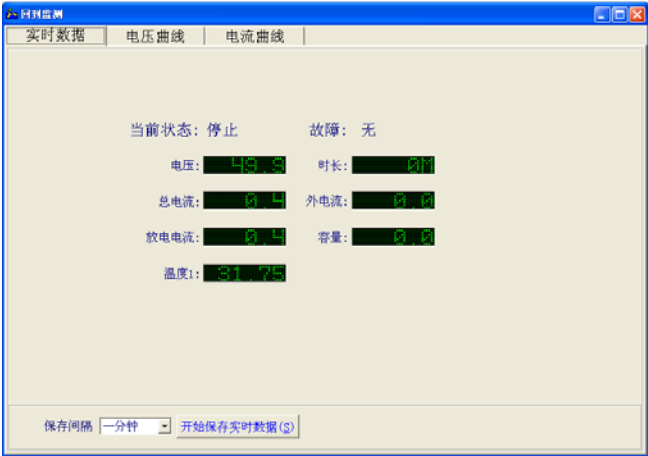 回到监测
实时数据 电压曲线 电流曲线
当前状态: 停止 故障: 无
电压: 49.9 时长: 0M
总电流: 0.4 外电流: 0.0
放电电流: 0.4 容量: 0.0
温度1: 31.75
保存间隔 一分钟 开始保存实时数据(S)